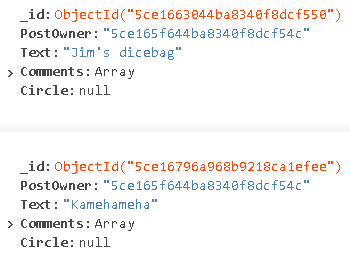 _id: ObjectId("5ce1663044ba8340f8dcf550")
PostOwner: "5ce165f644ba8340f8dcf54c"
Text: "Jim's dicebag"
> Comments: Array
Circle: null
_id: ObjectId("5ce16796a968b9218ca1efee")
PostOwner: "5ce165f644ba8340f8dcf54c"
Text: "Kamehameha"
> Comments: Array
Circle: null